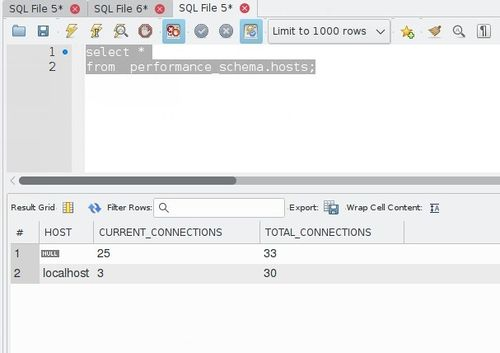 SQL File 5* SQL File 6* SQL File 5*
Limit to 1000 rows
1 select *
2 from performance_schema.hosts;
Result Grid Filter Rows: Export: Wrap Cell Content: IA
# HOST CURRENT_CONNECTIONS TOTAL_CONNECTIONS
1 NULL 25 33
2 localhost 3 30